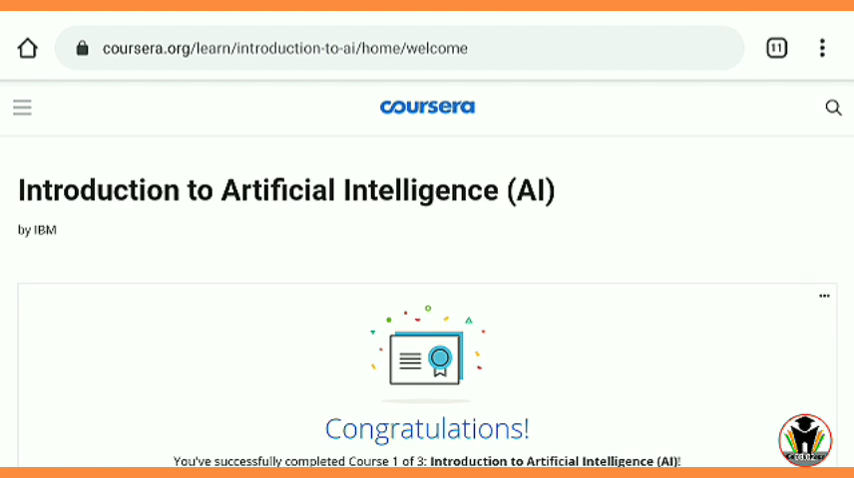 coursera.org/learn/introduction-to-ai/home/welcome
11
coursera
Introduction to Artificial Intelligence (AI)
by IBM
Congratulations!
You've successfully completed Course 1 of 3: Introduction to Artificial Intelligence (AI)!